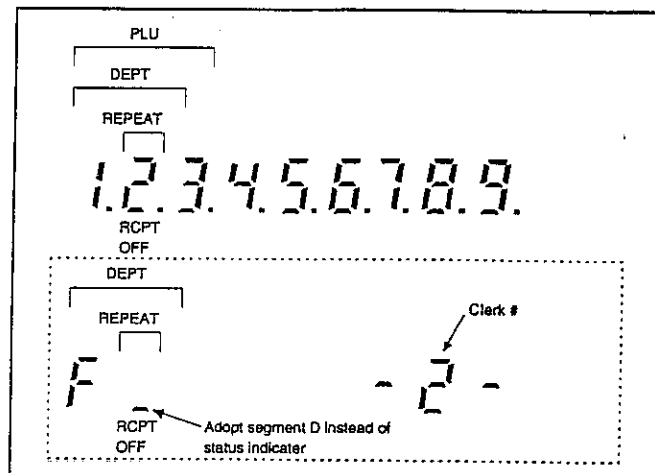 PLU
DEPT
REPEAT
1.2.3.4.5.6.7.8.9.
RCPT
OFF
DEPT
REPEAT
Clerk #
F _ - 2 -
RCPT
OFF
Adopt segment D instead of
status indicater